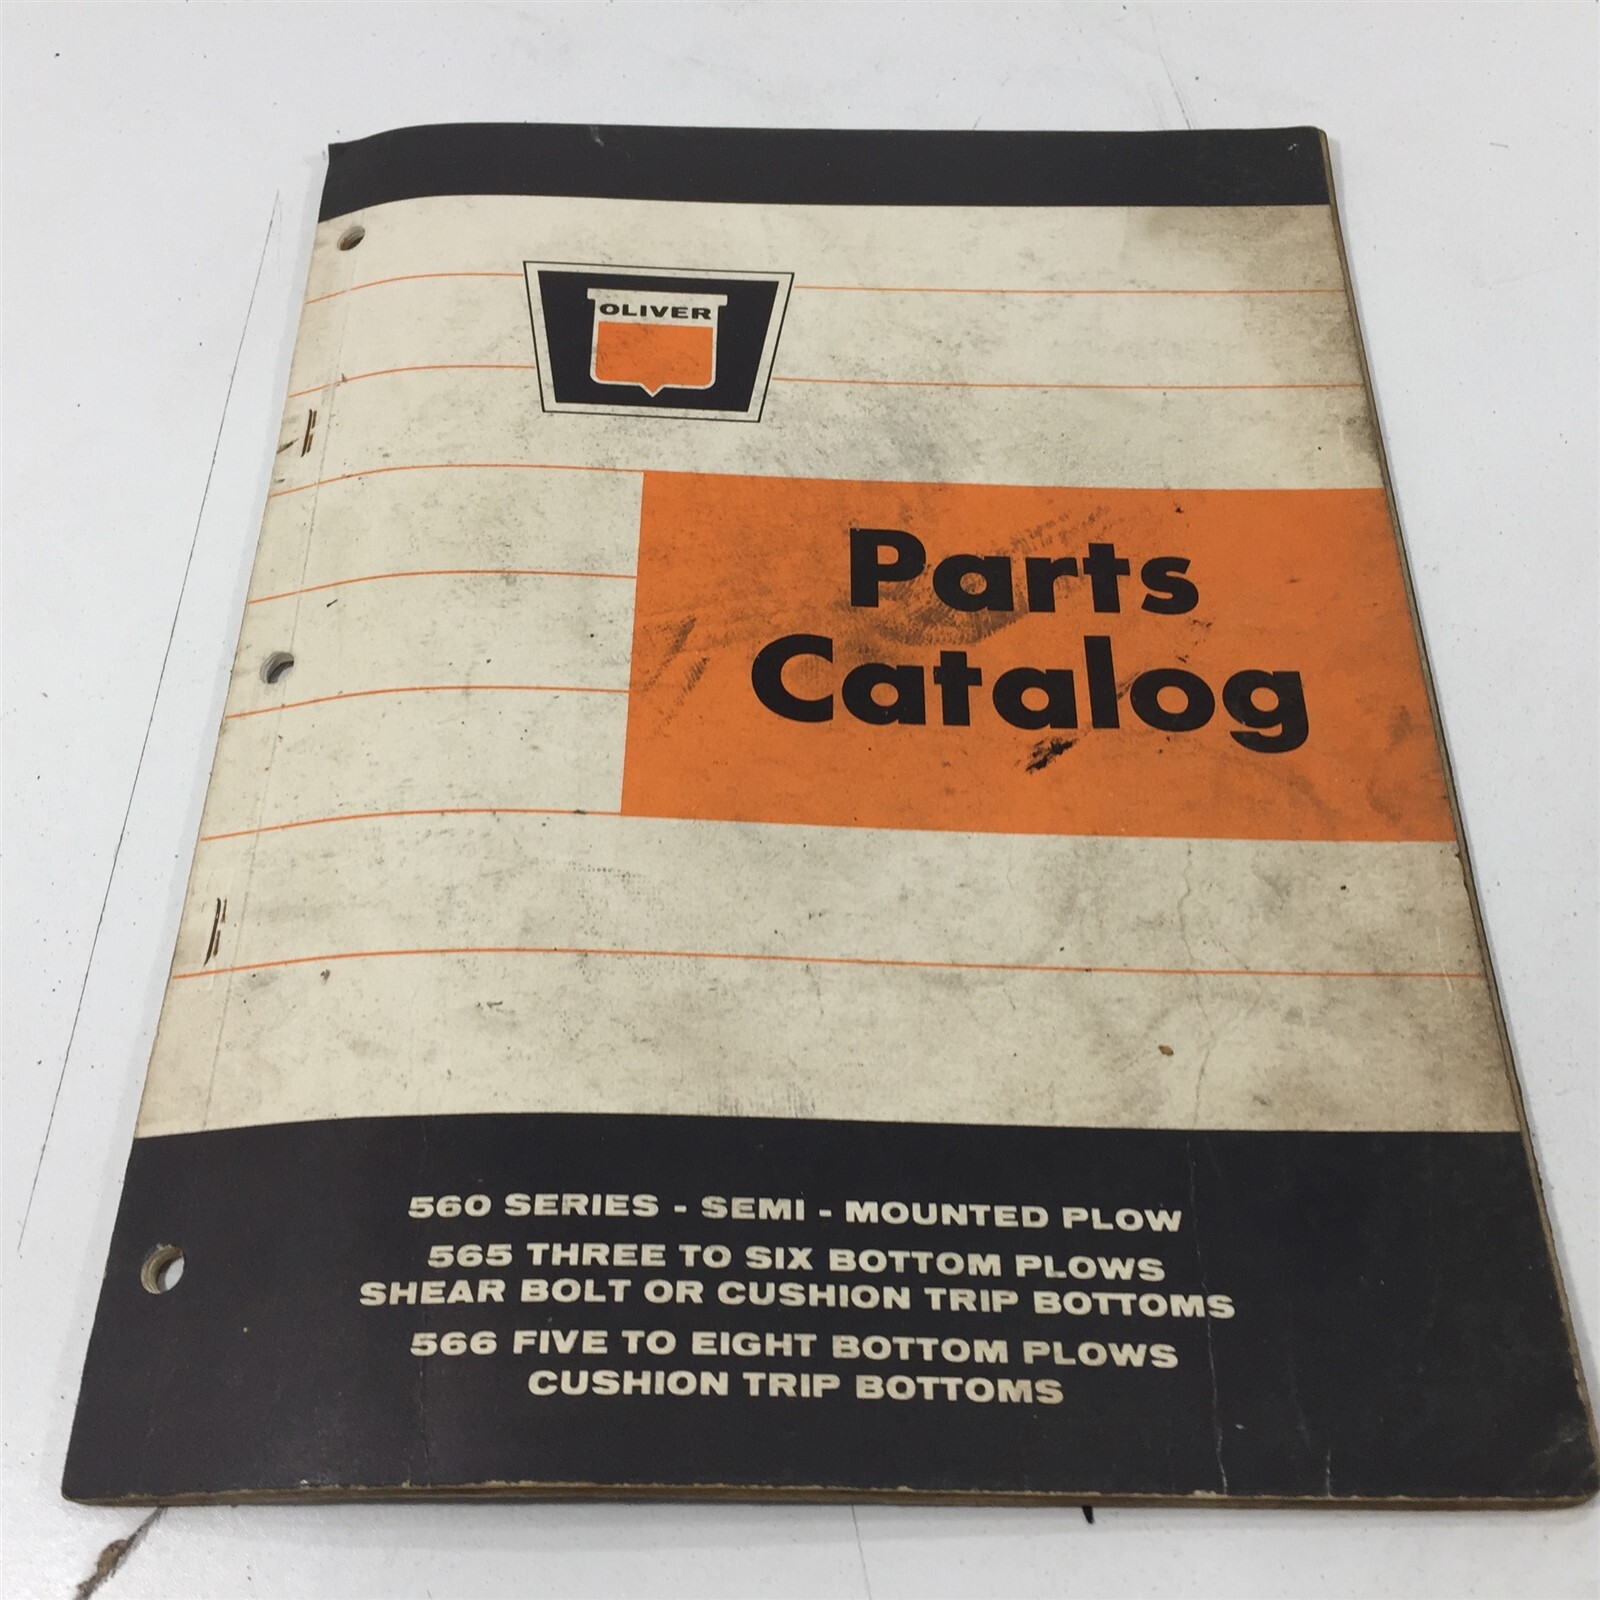 OLIVER
Parts
Catalog
560 SERIES - SEMI - MOUNTED PLOW
565 THREE TO SIX BOTTOM PLOWS
SHEAR BOLT OR CUSHION TRIP BOTTOMS
566 FIVE TO EIGHT BOTTOM PLOWS
CUSHION TRIP BOTTOMS